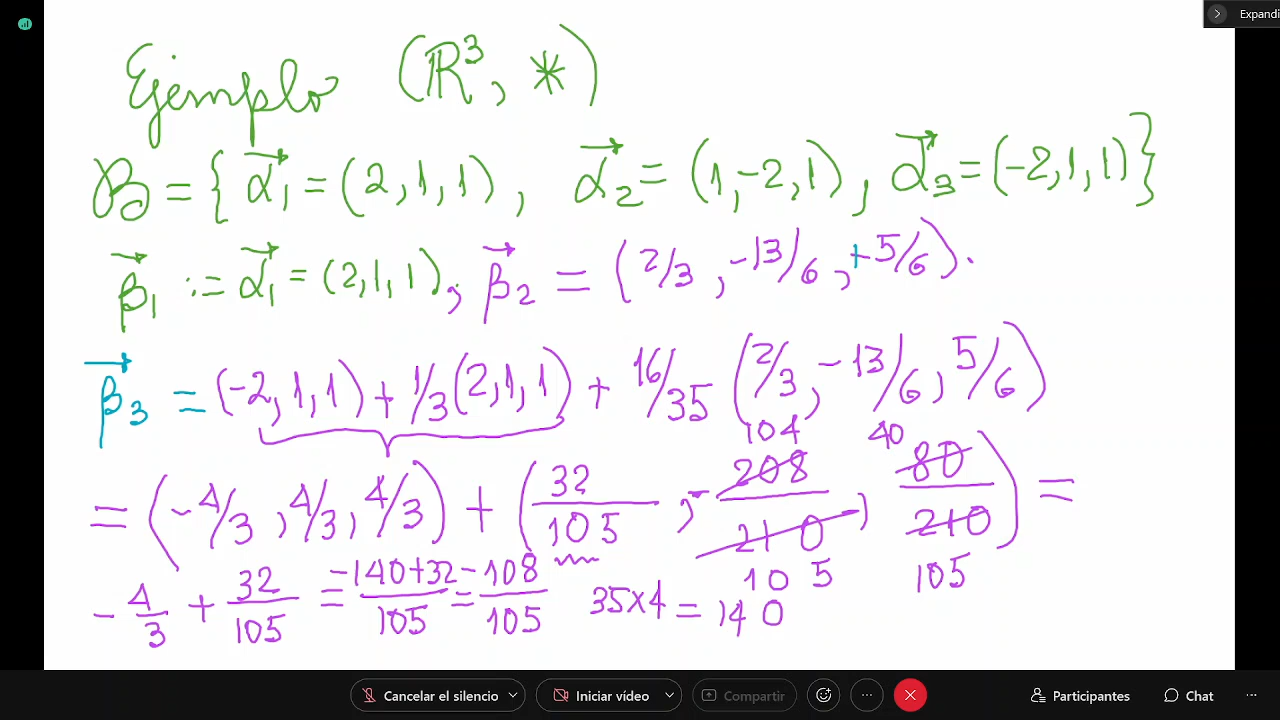 Expandi
Ejemplo (ℝ³, *)
B = { α⃗₁ = (2, 1, 1), α⃗₂ = (1, -2, 1), α⃗₃ = (-2, 1, 1) }
β⃗₁ := α⃗₁ = (2, 1, 1), β⃗₂ = (2/3, -13/6, +5/6).
β⃗₃ = (-2, 1, 1) + 1/3 (2, 1, 1) + 16/35 (2/3, -13/6, 5/6)
104 40
= (-4/3, 4/3, 4/3) + (32/105, -208/210, 80/210) =
105 105
-4/3 + 32/105 = (-140+32)/105 = -108/105 35x4 = 140
Cancelar el silencio Iniciar vídeo Compartir Participantes Chat